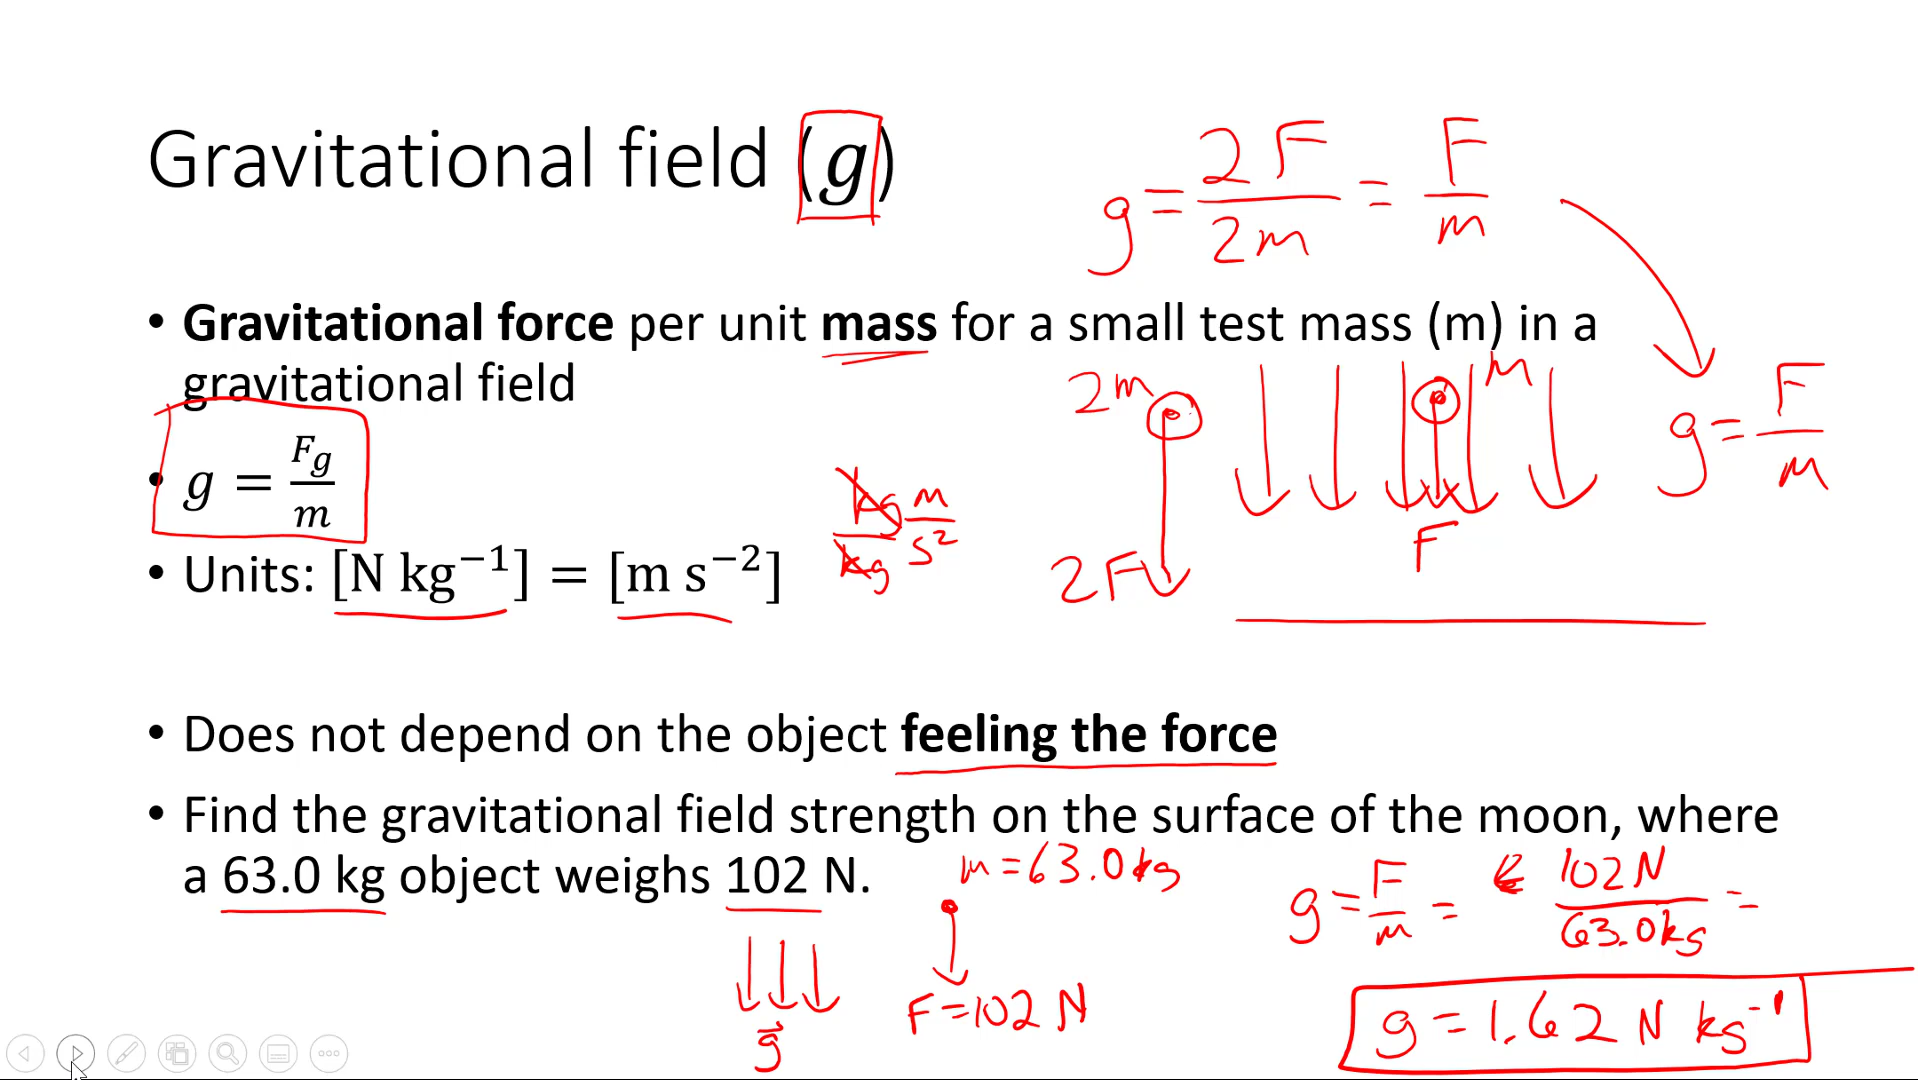 Gravitational field (g)
g = 2F/2m = F/m
• Gravitational force per unit mass for a small test mass (m) in a
gravitational field
• g = F_g/m
• Units: [N kg⁻¹] = [m s⁻²]
kg/kg m/s²
2m
2F
m
F
g = F/m
• Does not depend on the object feeling the force
• Find the gravitational field strength on the surface of the moon, where
a 63.0 kg object weighs 102 N.
m = 63.0 kg
F = 102 N
g⃗
g = F/m = 102 N/63.0 kg =
g = 1.62 N kg⁻¹